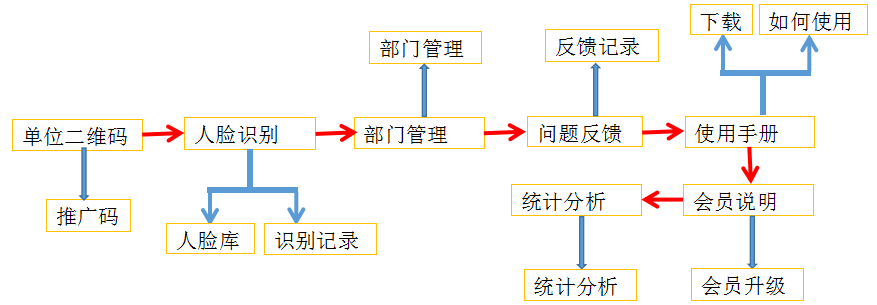 下载
如何使用
部门管理
反馈记录
单位二维码
人脸识别
部门管理
问题反馈
使用手册
推广码
人脸库
识别记录
统计分析
会员说明
统计分析
会员升级